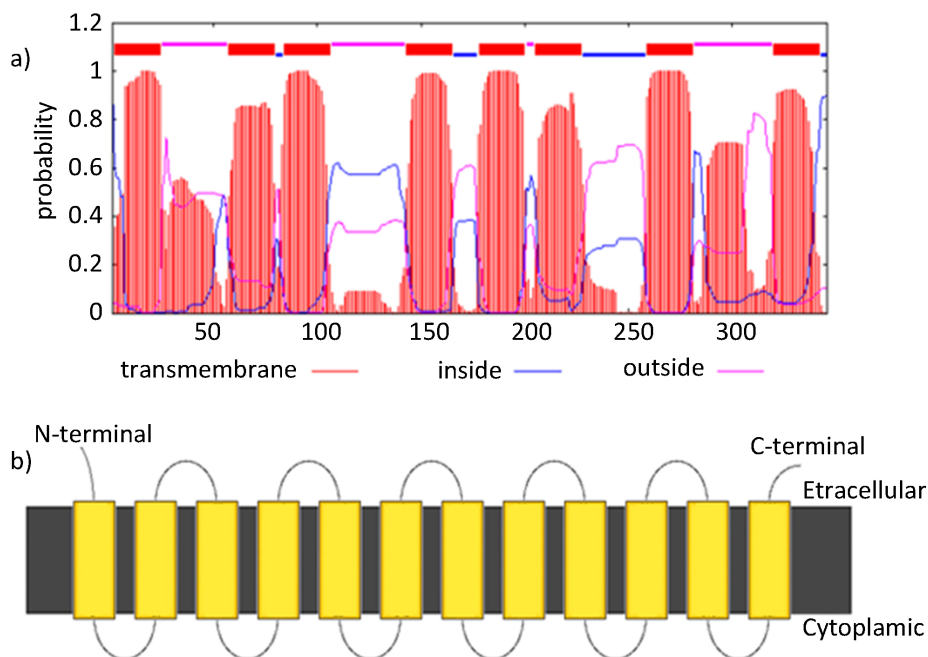 a)
1.2
1
0.8
0.6
0.4
0.2
0
probability
50 100 150 200 250 300
transmembrane inside outside
b)
N-terminal
C-terminal
Etracellular
Cytoplamic